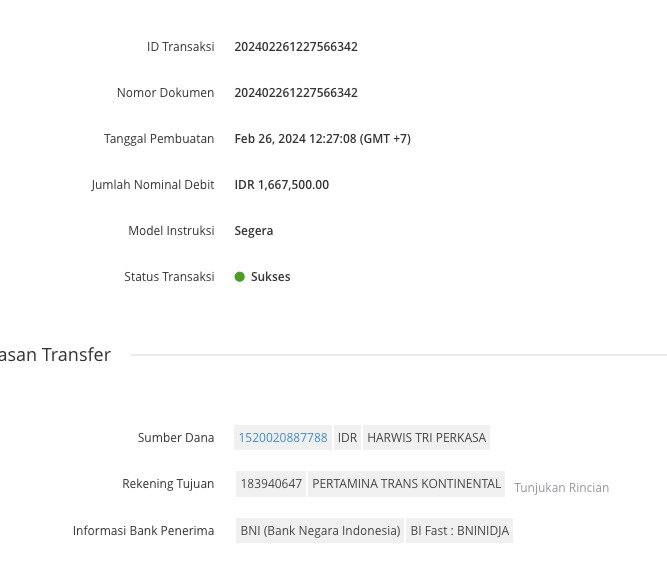 ID Transaksi 202402261227566342
Nomor Dokumen 202402261227566342
Tanggal Pembuatan Feb 26, 2024 12:27:08 (GMT +7)
Jumlah Nominal Debit IDR 1,667,500.00
Model Instruksi Segera
Status Transaksi Sukses
asan Transfer
Sumber Dana 1520020887788 IDR HARWIS TRI PERKASA
Rekening Tujuan 183940647 PERTAMINA TRANS KONTINENTAL Tunjukan Rincian
Informasi Bank Penerima BNI (Bank Negara Indonesia) BI Fast : BNINIDJA